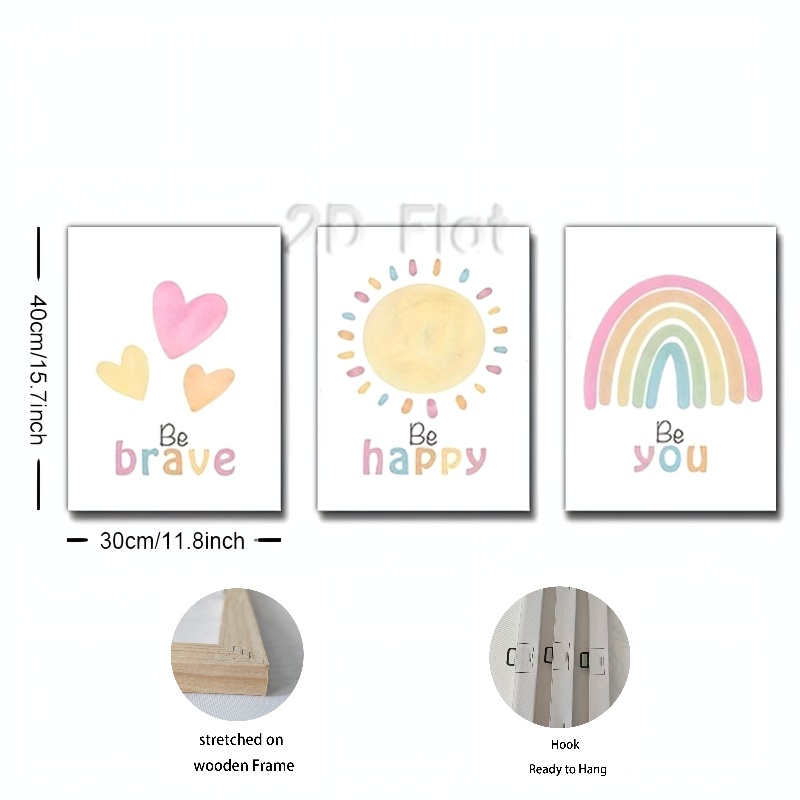 2D Flat
40cm/15.7inch
Be
brave
Be
happy
Be
you
30cm/11.8inch
stretched on
wooden Frame
Hook
Ready to Hang